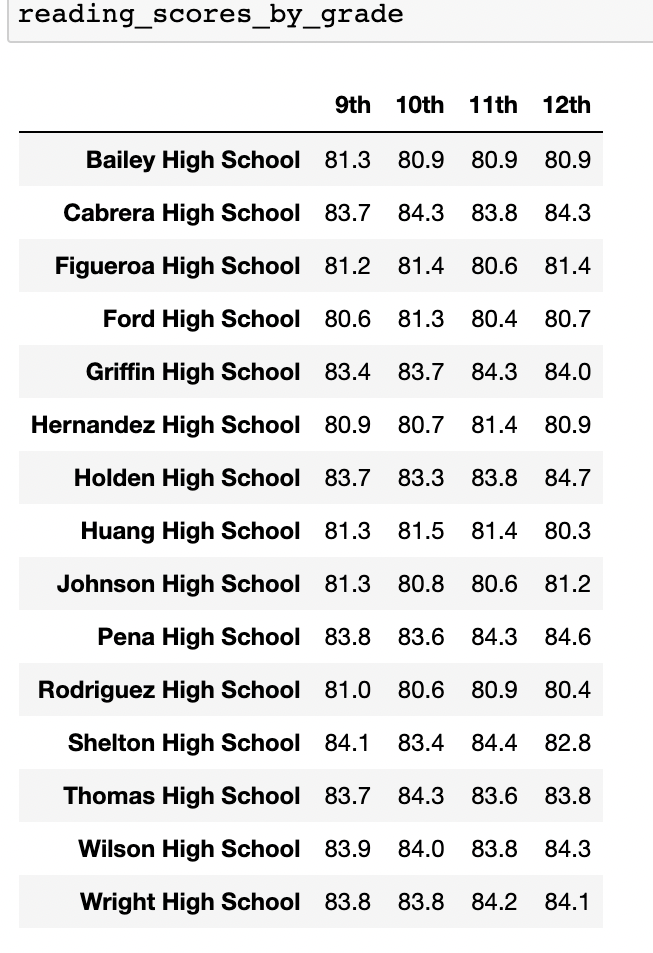 reading_scores_by_grade
9th 10th 11th 12th
Bailey High School 81.3 80.9 80.9 80.9
Cabrera High School 83.7 84.3 83.8 84.3
Figueroa High School 81.2 81.4 80.6 81.4
Ford High School 80.6 81.3 80.4 80.7
Griffin High School 83.4 83.7 84.3 84.0
Hernandez High School 80.9 80.7 81.4 80.9
Holden High School 83.7 83.3 83.8 84.7
Huang High School 81.3 81.5 81.4 80.3
Johnson High School 81.3 80.8 80.6 81.2
Pena High School 83.8 83.6 84.3 84.6
Rodriguez High School 81.0 80.6 80.9 80.4
Shelton High School 84.1 83.4 84.4 82.8
Thomas High School 83.7 84.3 83.6 83.8
Wilson High School 83.9 84.0 83.8 84.3
Wright High School 83.8 83.8 84.2 84.1